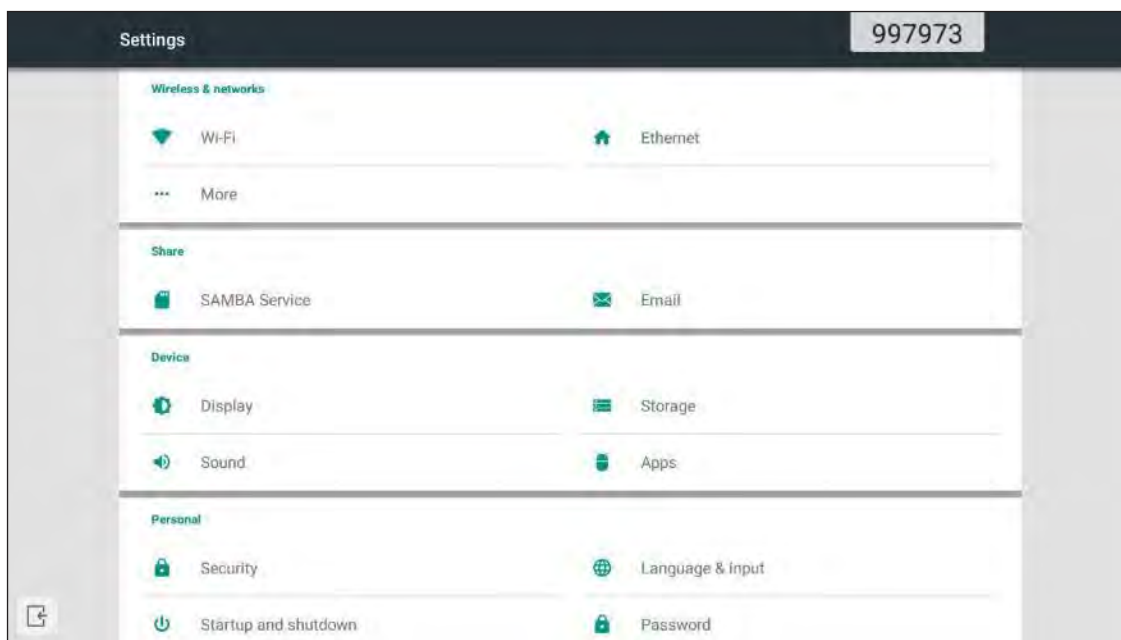 Settings
997973
Wireless & networks
Wi-Fi
Ethernet
More
Share
SAMBA Service
Email
Device
Display
Storage
Sound
Apps
Personal
Security
Language & input
Startup and shutdown
Password